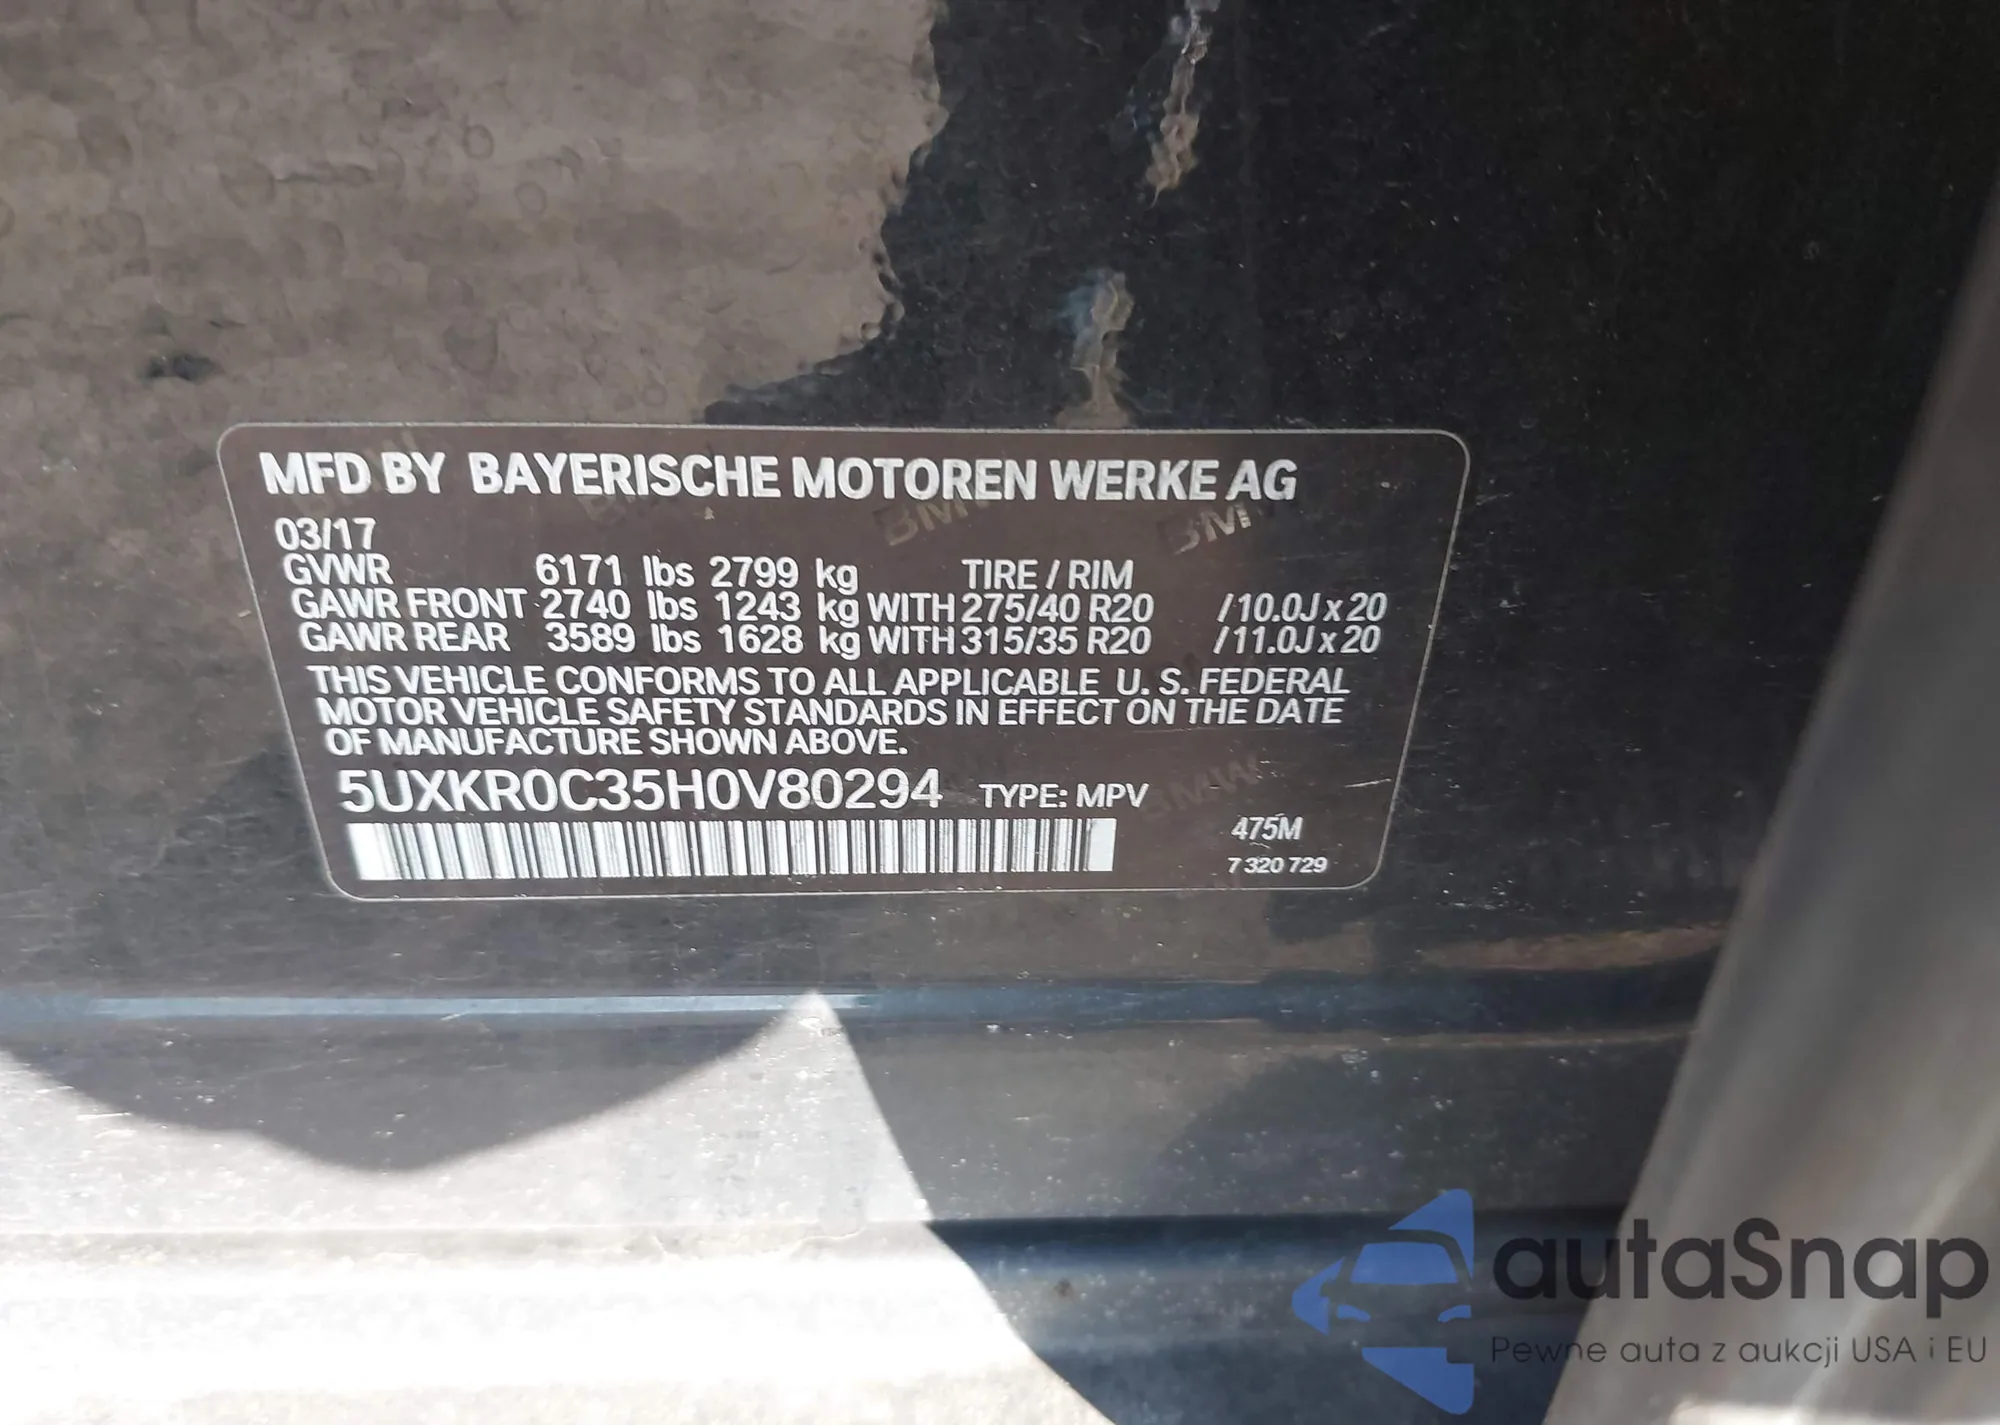 MFD BY BAYERISCHE MOTOREN WERKE AG
03/17
GVWR 6171 lbs 2799 kg TIRE / RIM
GAWR FRONT 2740 lbs 1243 kg WITH 275/40 R20 /10.0J x 20
GAWR REAR 3589 lbs 1628 kg WITH 315/35 R20 /11.0J x 20
THIS VEHICLE CONFORMS TO ALL APPLICABLE U. S. FEDERAL
MOTOR VEHICLE SAFETY STANDARDS IN EFFECT ON THE DATE
OF MANUFACTURE SHOWN ABOVE.
5UXKR0C35H0V80294 TYPE: MPV
475M
7 320 729
autaSnap
Pewne auta z aukcji USA i EU